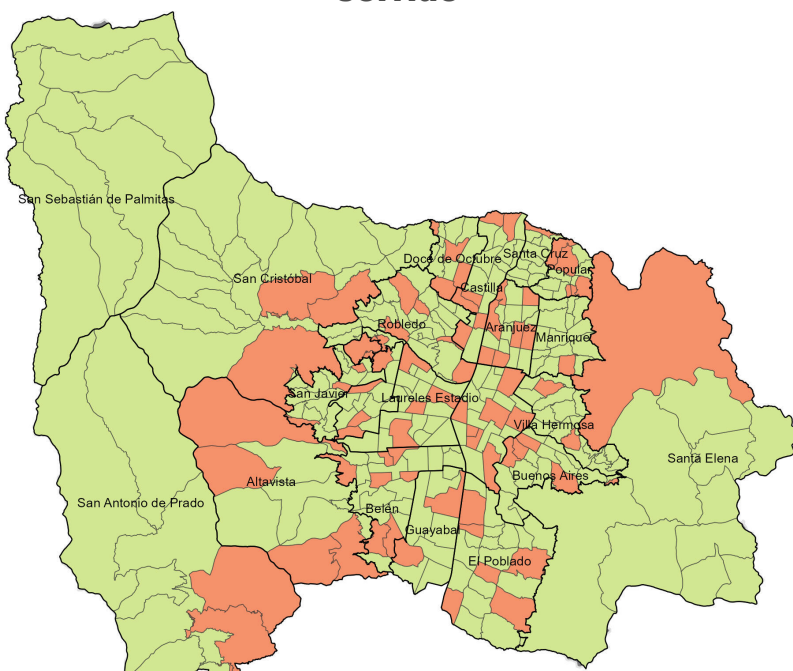 San Sebastián de Palmitas
Doce de Octubre
Santa Cruz
Popular
San Cristóbal
Castilla
Robledo
Aranjuez
Manrique
San Javier
Laureles Estadio
Villa Hermosa
Santa Elena
Altavista
Buenos Aires
San Antonio de Prado
Belén
Guayabal
El Poblado